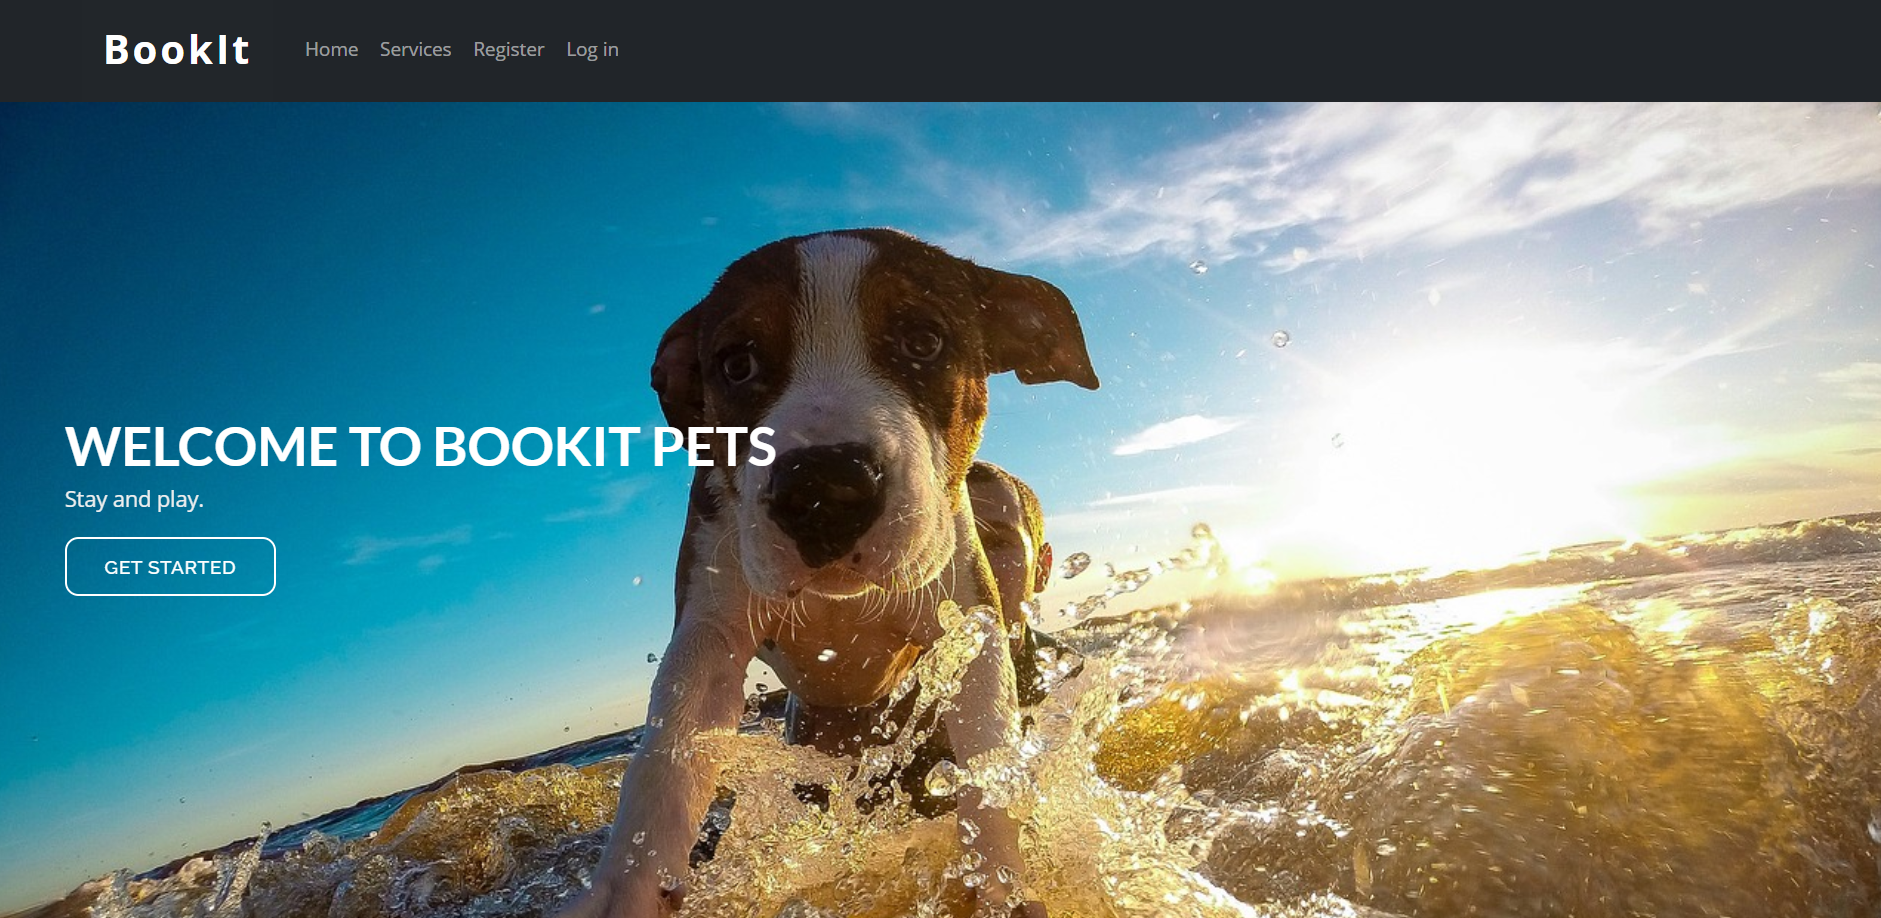 BookIt
Home Services Register Log in
WELCOME TO BOOKIT PETS
Stay and play.
GET STARTED